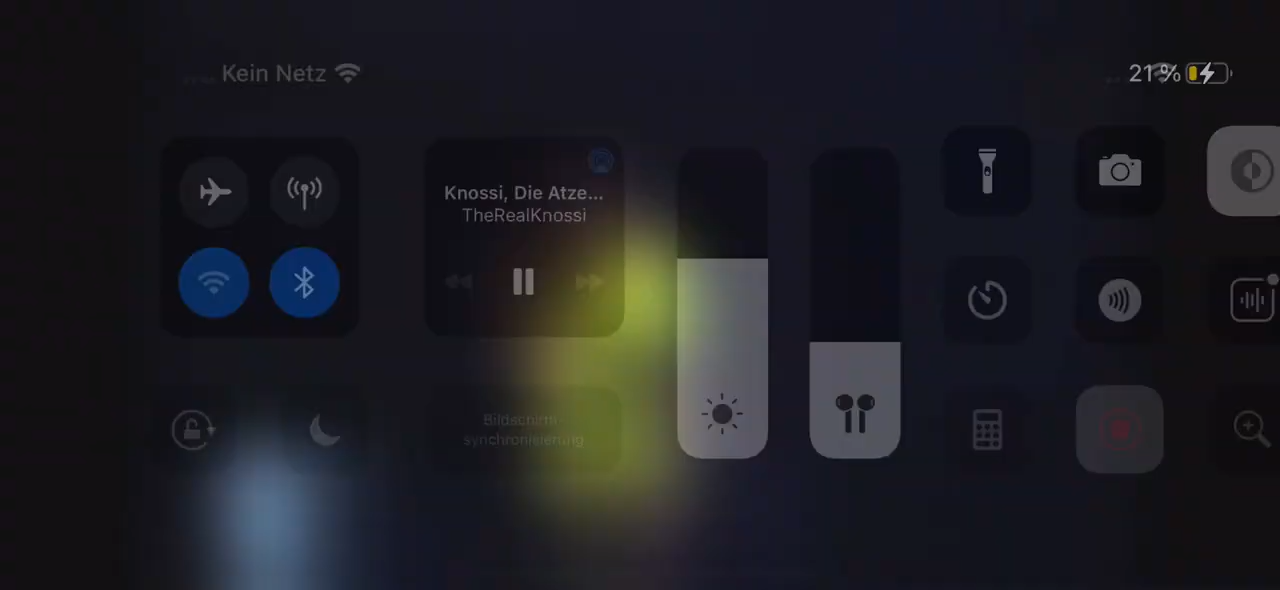 Kein Netz
21 %
Knossi, Die Atze...
TheRealKnossi
Bildschirm-
synchronisierung